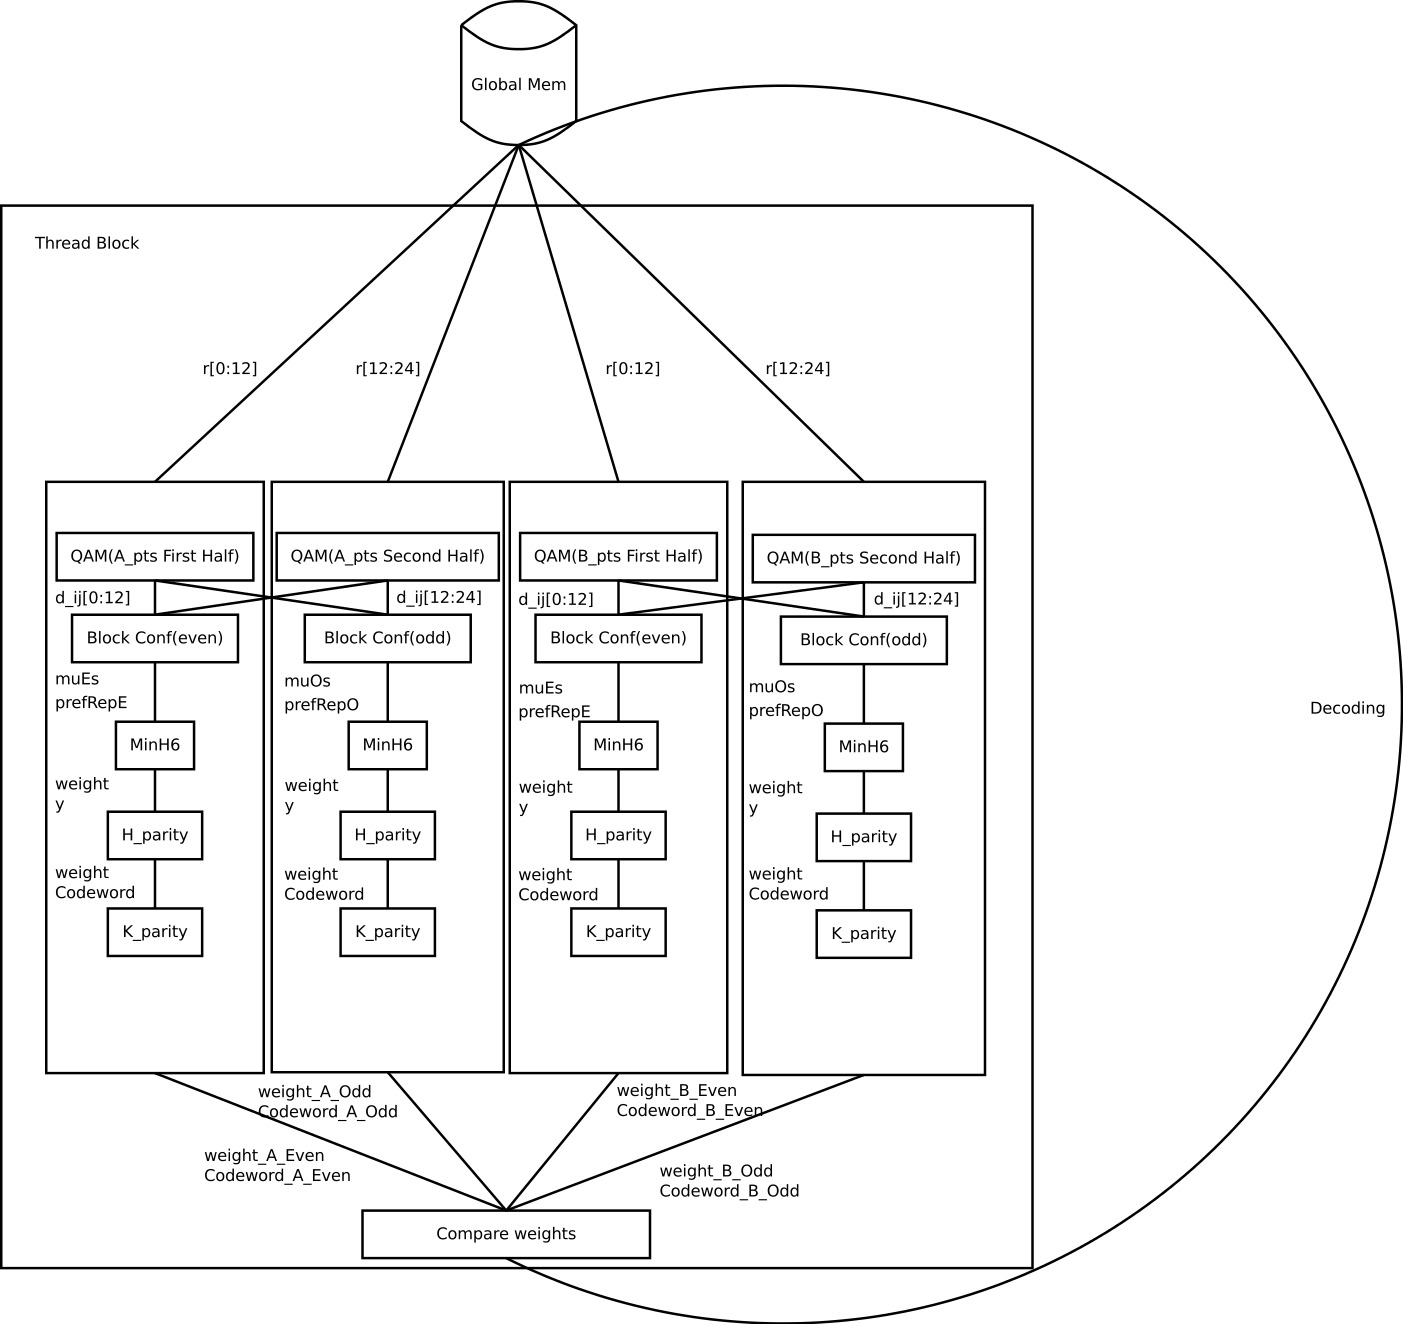 Global Mem
Thread Block
r[0:12]
r[12:24]
r[0:12]
r[12:24]
QAM(A_pts First Half)
d_ij[0:12]
Block Conf(even)
muEs
prefRepE
MinH6
weight
y
H_parity
weight
Codeword
K_parity
QAM(A_pts Second Half)
d_ij[12:24]
Block Conf(odd)
muOs
prefRepO
MinH6
weight
y
H_parity
weight
Codeword
K_parity
QAM(B_pts First Half)
d_ij[0:12]
Block Conf(even)
muEs
prefRepE
MinH6
weight
y
H_parity
weight
Codeword
K_parity
QAM(B_pts Second Half)
d_ij[12:24]
Block Conf(odd)
muOs
prefRepO
MinH6
weight
y
H_parity
weight
Codeword
K_parity
Decoding
weight_A_Odd
Codeword_A_Odd
weight_B_Even
Codeword_B_Even
weight_A_Even
Codeword_A_Even
weight_B_Odd
Codeword_B_Odd
Compare weights